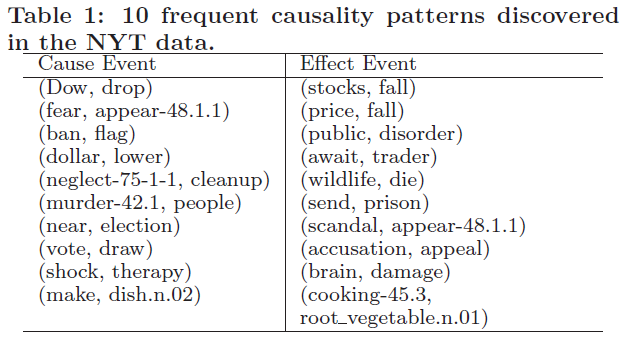 Table 1: 10 frequent causality patterns discovered
in the NYT data.
Cause Event Effect Event
(Dow, drop) (stocks, fall)
(fear, appear-48.1.1) (price, fall)
(ban, flag) (public, disorder)
(dollar, lower) (await, trader)
(neglect-75-1-1, cleanup) (wildlife, die)
(murder-42.1, people) (send, prison)
(near, election) (scandal, appear-48.1.1)
(vote, draw) (accusation, appeal)
(shock, therapy) (brain, damage)
(make, dish.n.02) (cooking-45.3,
root_vegetable.n.01)